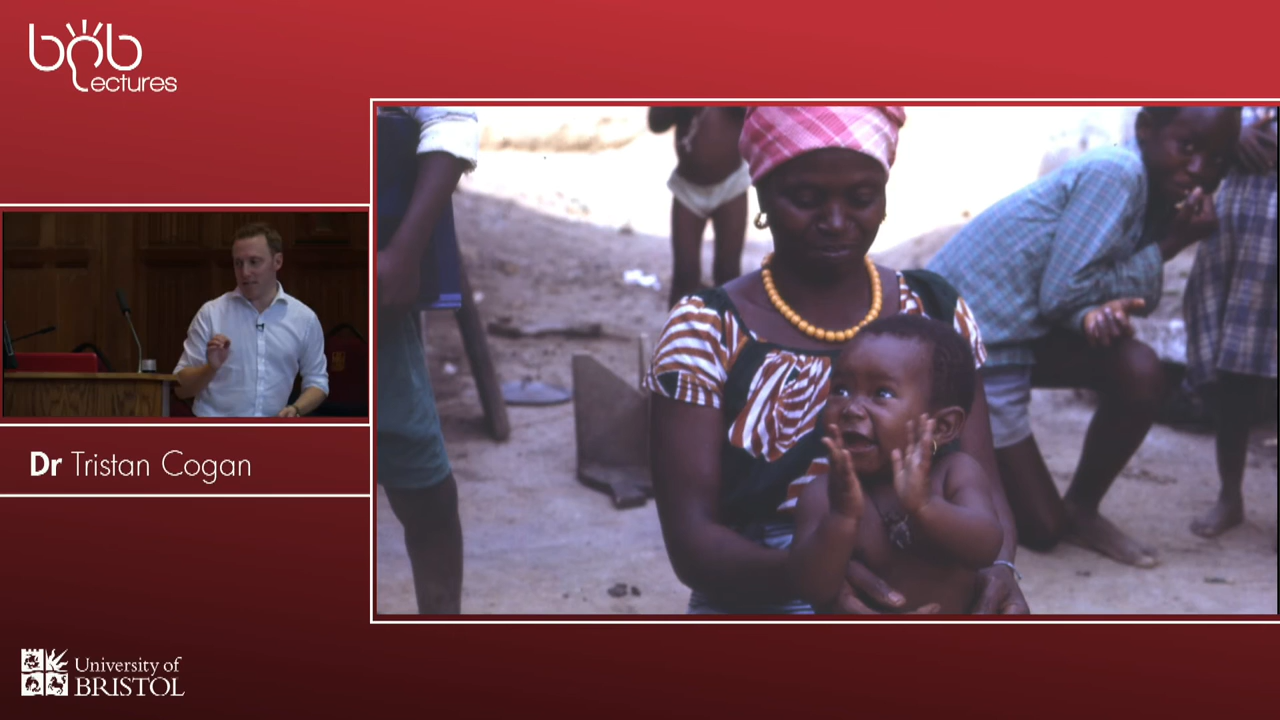 bob
Lectures
Dr Tristan Cogan
University of
BRISTOL